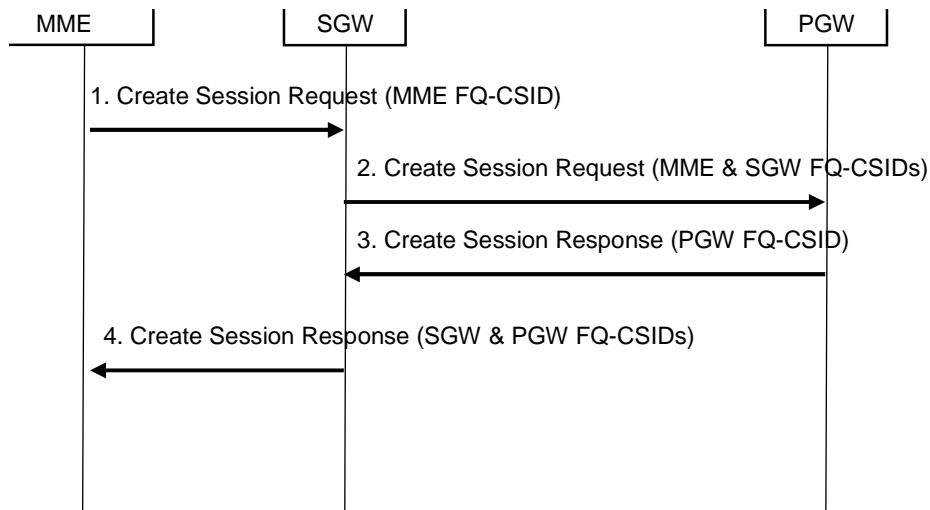 MME SGW PGW
1. Create Session Request (MME FQ-CSID)
2. Create Session Request (MME & SGW FQ-CSIDs)
3. Create Session Response (PGW FQ-CSID)
4. Create Session Response (SGW & PGW FQ-CSIDs)